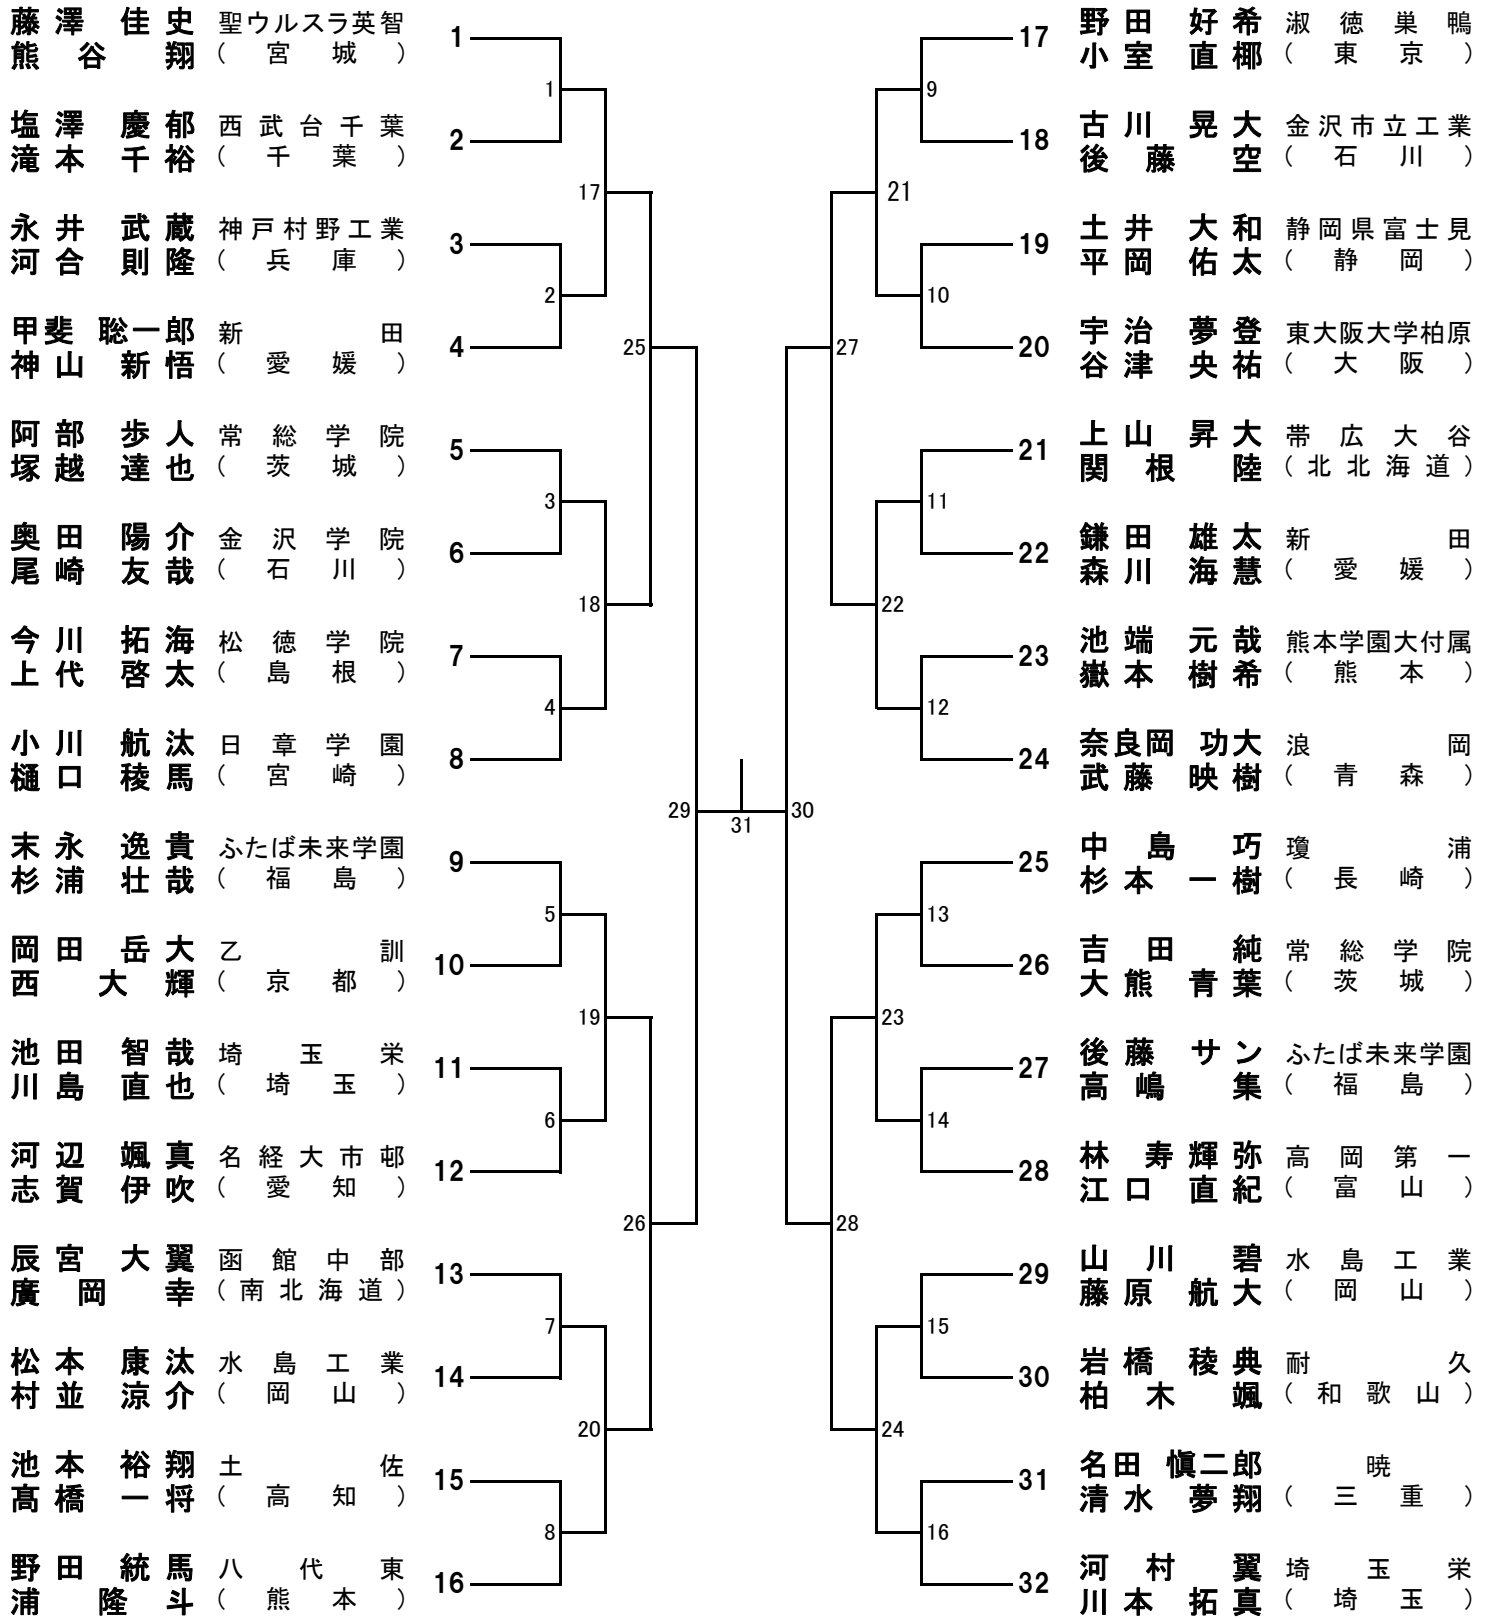 藤澤 佳史 聖ウルスラ英智 1
熊谷 翔 (宮城)
塩澤 慶郁 西武台千葉 2
滝本 千裕 (千葉)
永井 武蔵 神戸村野工業 3
河合 則隆 (兵庫)
甲斐 聡一郎 新田 4
神山 新悟 (愛媛)
阿部 歩人 常総学院 5
塚越 達也 (茨城)
奥田 陽介 金沢学院 6
尾崎 友哉 (石川)
今川 拓海 松徳学院 7
上代 啓太 (島根)
小川 航汰 日章学園 8
樋口 稜馬 (宮崎)
末永 逸貴 ふたば未来学園 9
杉浦 壮哉 (福島)
岡田 岳大 乙訓 10
西 大輝 (京都)
池田 智哉 埼玉栄 11
川島 直也 (埼玉)
河辺 颯真 名経大市邨 12
志賀 伊吹 (愛知)
辰宮 大翼 函館中部 13
廣岡 幸 (南北海道)
松本 康汰 水島工業 14
村並 涼介 (岡山)
池本 裕翔 土佐 15
髙橋 一将 (高知)
野田 統馬 八代東 16
浦 隆斗 (熊本)
1
2
3
4
5
6
7
8
17
18
19
20
25
26
29
31
30
27
28
21
22
23
24
9
10
11
12
13
14
15
16
17 野田 好希 淑徳巣鴨
小室 直椰 (東京)
18 古川 晃大 金沢市立工業
後藤 空 (石川)
19 土井 大和 静岡県富士見
平岡 佑太 (静岡)
20 宇治 夢登 東大阪大学柏原
谷津 央祐 (大阪)
21 上山 昇大 帯広大谷
関根 陸 (北北海道)
22 鎌田 雄太 新田
森川 海慧 (愛媛)
23 池端 元哉 熊本学園大付属
嶽本 樹希 (熊本)
24 奈良岡 功大 浪岡
武藤 映樹 (青森)
25 中島 巧 瓊浦
杉本 一樹 (長崎)
26 吉田 純 常総学院
大熊 青葉 (茨城)
27 後藤 サン ふたば未来学園
高嶋 集 (福島)
28 林 寿輝弥 高岡第一
江口 直紀 (富山)
29 山川 碧 水島工業
藤原 航大 (岡山)
30 岩橋 稜典 耐久
柏木 颯 (和歌山)
31 名田 愼二郎 暁
清水 夢翔 (三重)
32 河村 翼 埼玉栄
川本 拓真 (埼玉)